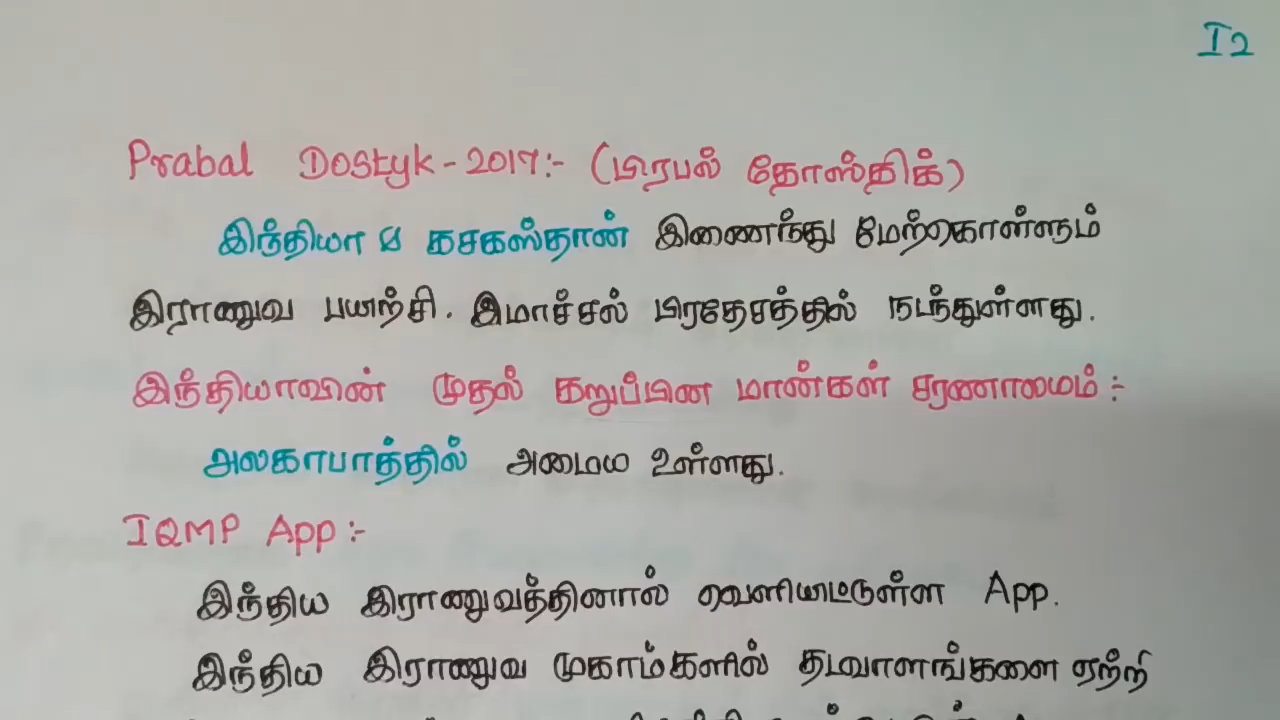 I2
Prabal Dostyk - 2017:- (பிரபல் தோஸ்திக்)
இந்தியா & கசகஸ்தான் இணைந்து மேற்கொள்ளும்
இராணுவ பயிற்சி. இமாச்சல் பிரதேசத்தில் நடந்துள்ளது.
இந்தியாவின் முதல் கறுப்பின மான்கள் சரணாலயம் :-
அலகாபாத்தில் அமைய உள்ளது.
IQMP App :-
இந்திய இராணுவத்தினால் வெளியிடடுள்ள App.
இந்திய இராணுவ முகாம்களில் தடவாளங்களை ஏற்றி